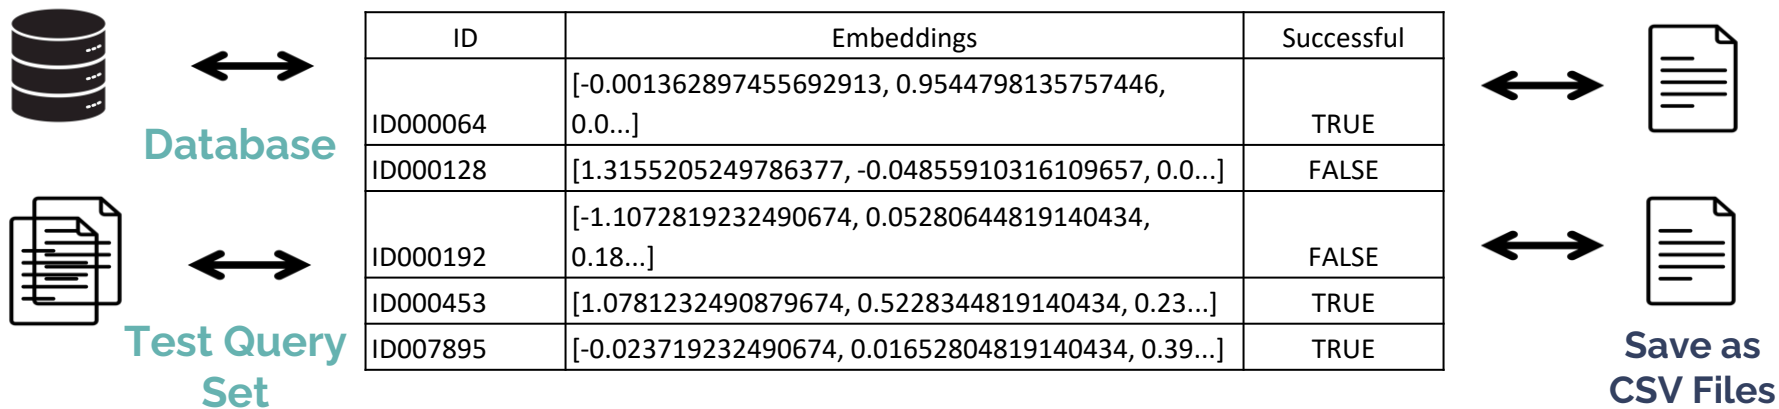 ID Embeddings Successful
[-0.001362897455692913, 0.9544798135757446,
ID000064 0.0...] TRUE
Database
ID000128 [1.3155205249786377, -0.04855910316109657, 0.0...] FALSE
[-1.1072819232490674, 0.05280644819140434,
ID000192 0.18...] FALSE
ID000453 [1.0781232490879674, 0.5228344819140434, 0.23...] TRUE
Test Query
Set
ID007895 [-0.023719232490674, 0.01652804819140434, 0.39...] TRUE
Save as
CSV Files